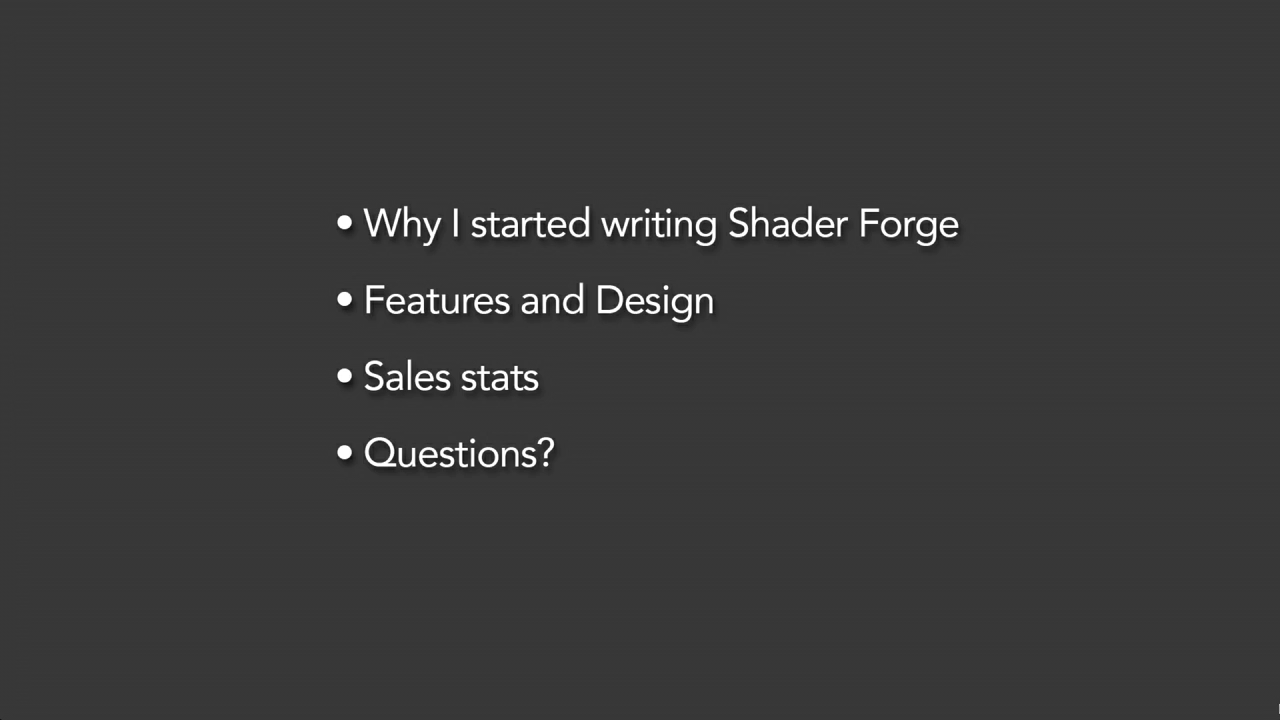 • Why I started writing Shader Forge
• Features and Design
• Sales stats
• Questions?